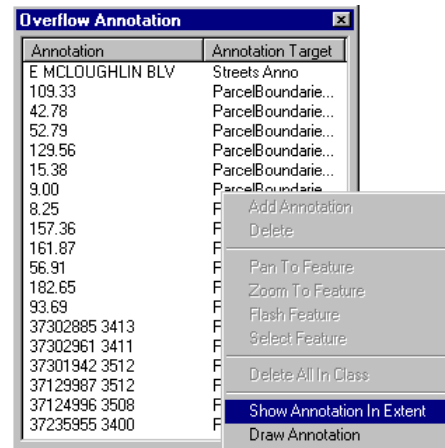 Overflow Annotation
Annotation Annotation Target
E MCLOUGHLIN BLV Streets Anno
109.33 ParcelBoundarie...
42.78 ParcelBoundarie...
52.79 ParcelBoundarie...
129.56 ParcelBoundarie...
15.38 ParcelBoundarie...
9.00 ParcelBoundarie...
8.25 F
157.36 F
161.87 F
56.91 F
182.65 F
93.69 F
37302885 3413 F
37302961 3411 F
37301942 3512 F
37129987 3512 F
37124996 3508 F
37235955 3400 F
Add Annotation
Delete
Pan To Feature
Zoom To Feature
Flash Feature
Select Feature
Delete All In Class
Show Annotation In Extent
Draw Annotation